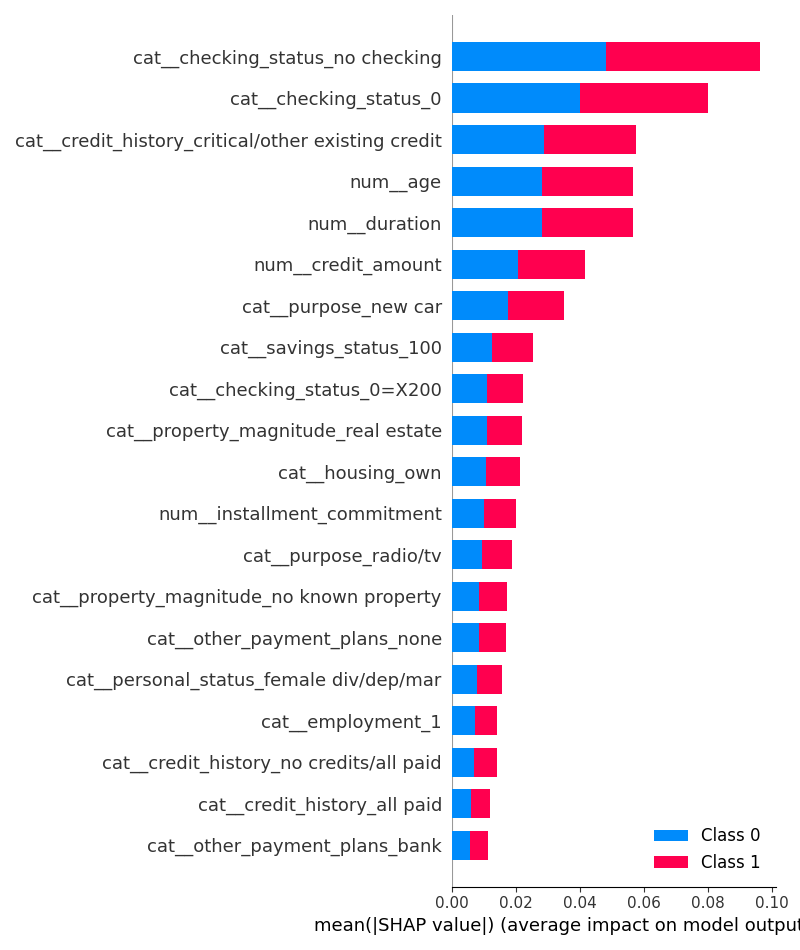 cat__checking_status_no checking
cat__checking_status_0
cat__credit_history_critical/other existing credit
num__age
num__duration
num__credit_amount
cat__purpose_new car
cat__savings_status_100
cat__checking_status_0=X200
cat__property_magnitude_real estate
cat__housing_own
num__installment_commitment
cat__purpose_radio/tv
cat__property_magnitude_no known property
cat__other_payment_plans_none
cat__personal_status_female div/dep/mar
cat__employment_1
cat__credit_history_no credits/all paid
cat__credit_history_all paid
cat__other_payment_plans_bank
Class 0
Class 1
0.00 0.02 0.04 0.06 0.08 0.10
mean(|SHAP value|) (average impact on model output